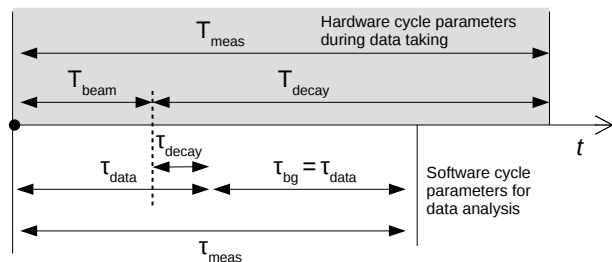 Hardware cycle parameters
during data taking
T_meas
T_beam
T_decay
t
τ_decay
τ_data
τ_bg = τ_data
Software cycle
parameters for
data analysis
τ_meas